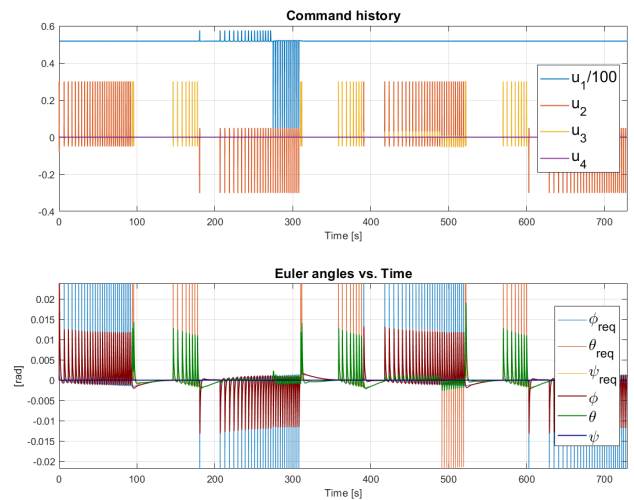 Command history
0.6
0.4
0.2
0
-0.2
-0.4
0
100
200
300
400
500
600
700
Time [s]
u1/100
u2
u3
u4
Euler angles vs. Time
[rad]
0.02
0.015
0.01
0.005
0
-0.005
-0.01
-0.015
-0.02
0
100
200
300
400
500
600
700
Time [s]
ϕreq
θreq
ψreq
ϕ
θ
ψ